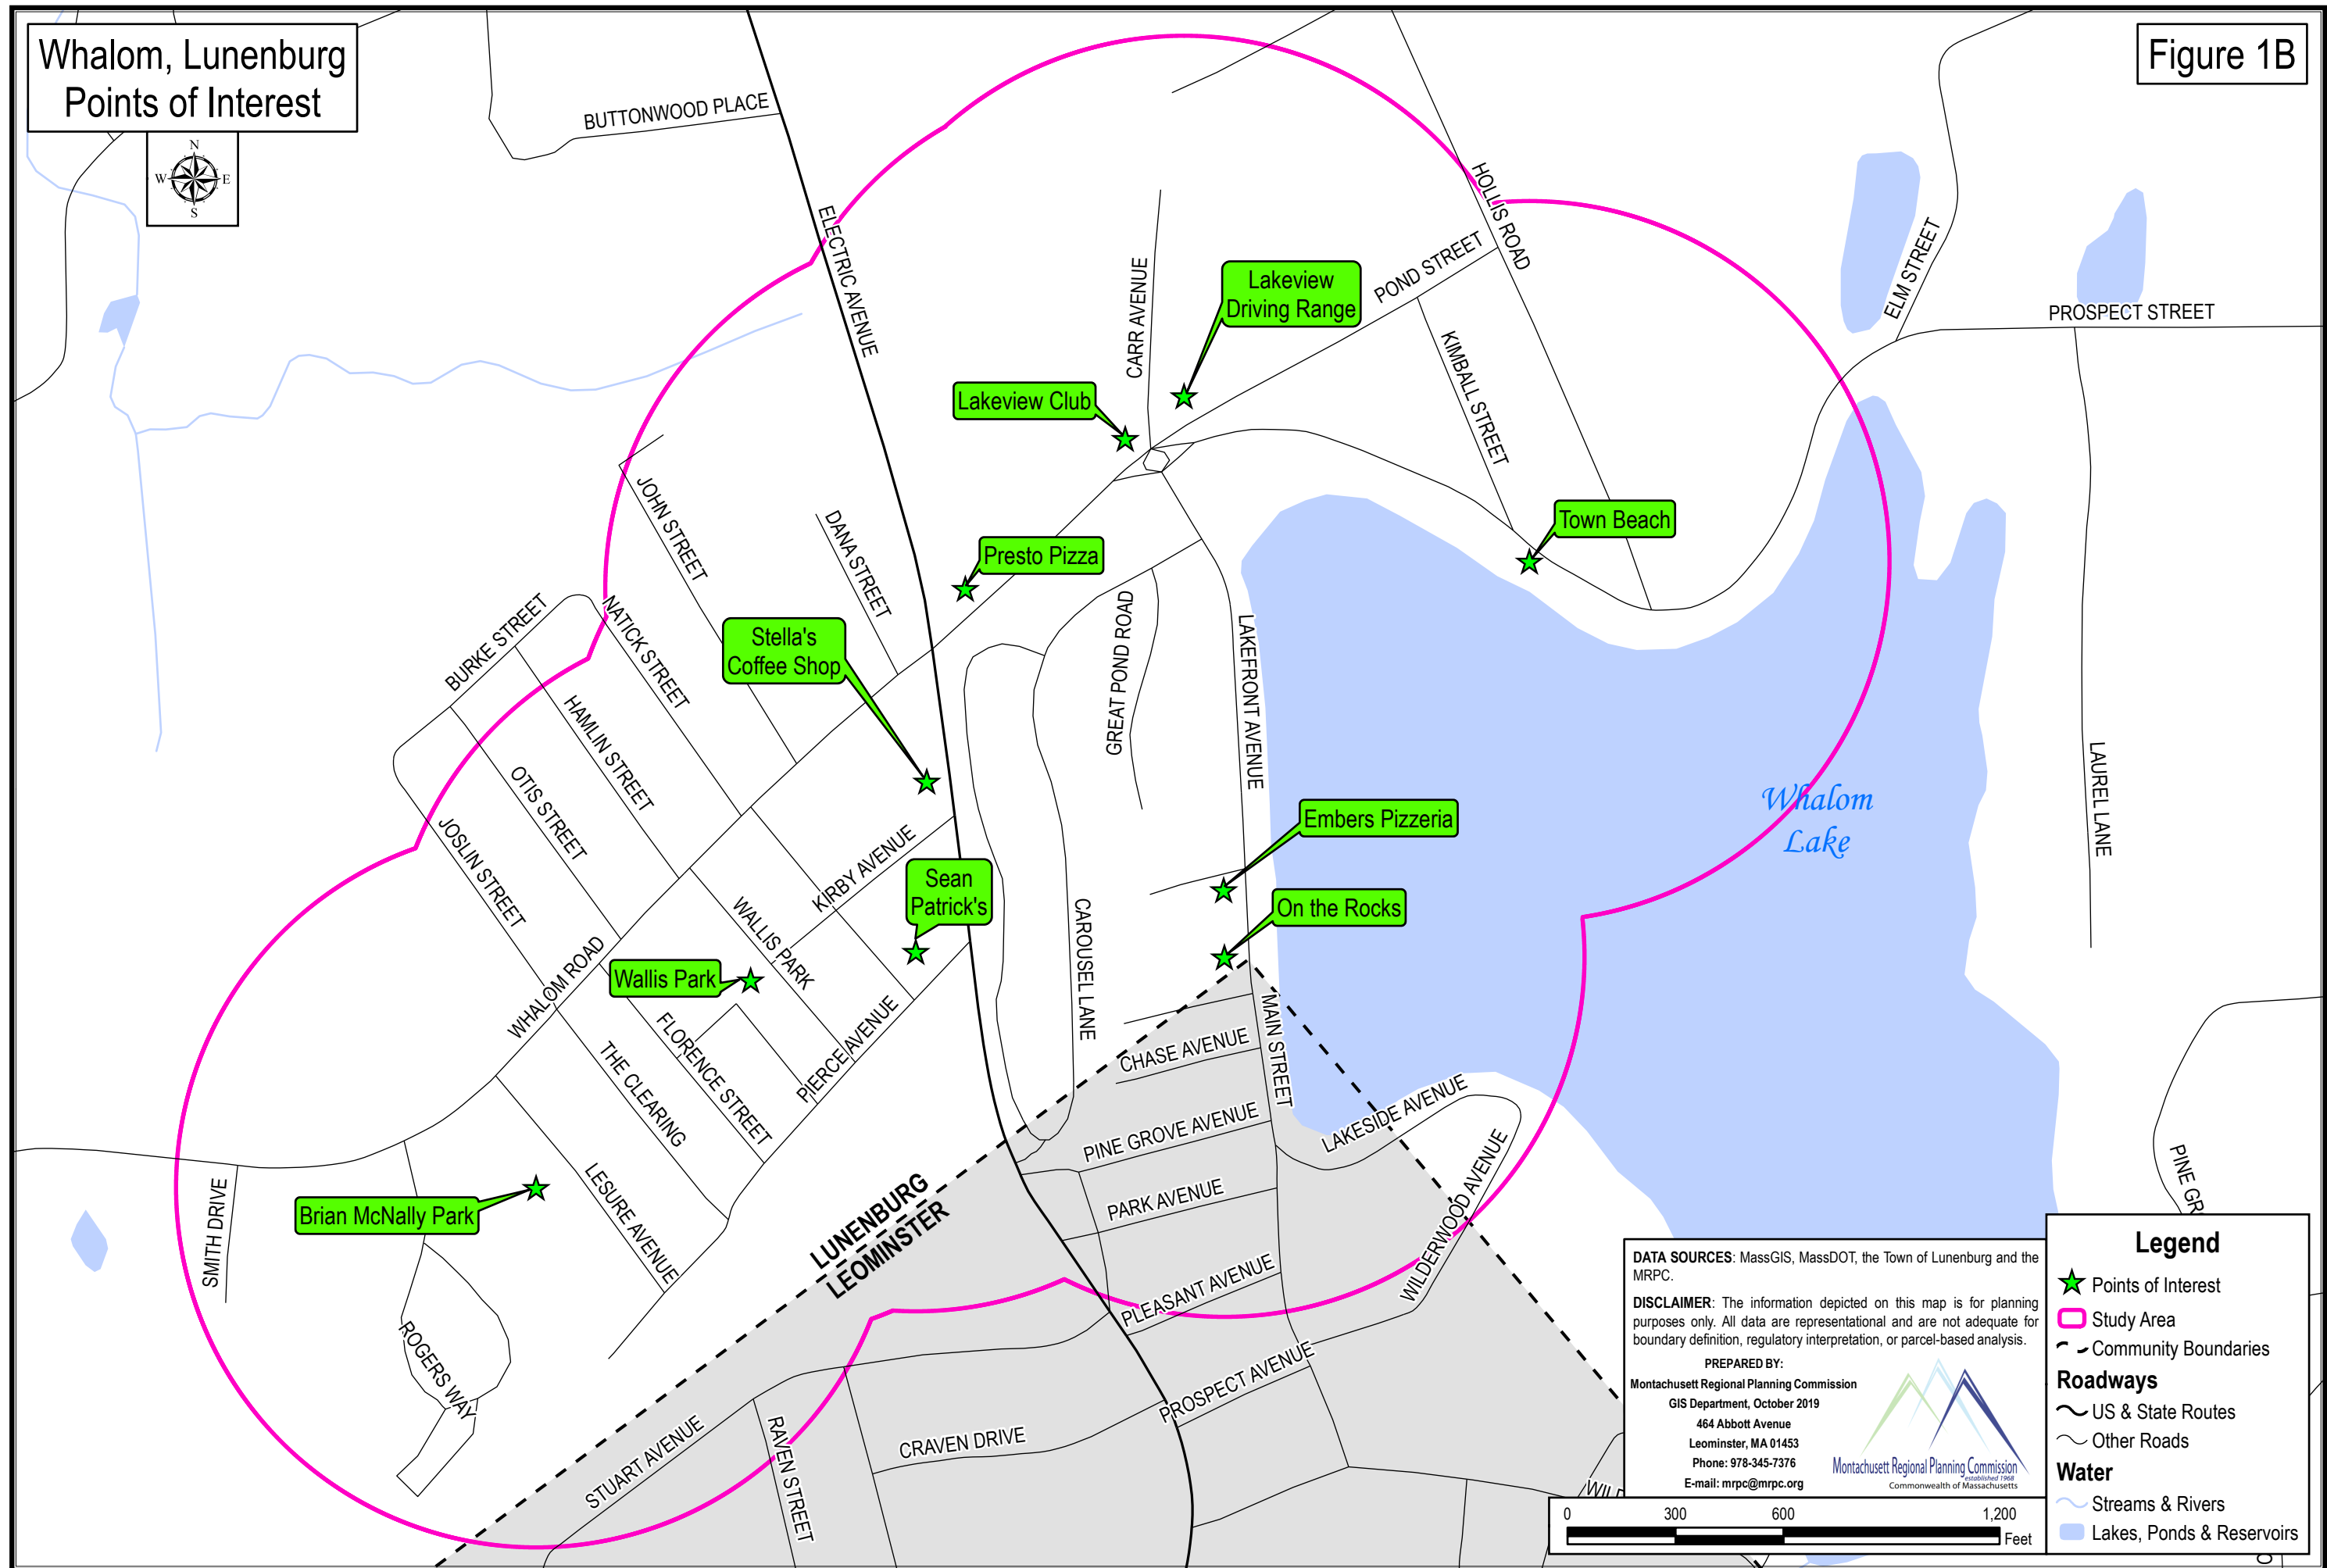 Whalom, Lunenburg
Points of Interest
Figure 1B
N
W
E
S
BUTTONWOOD PLACE
ELECTRIC AVENUE
HOLLIS ROAD
POND STREET
CARR AVENUE
Lakeview
Driving Range
ELM STREET
PROSPECT STREET
KIMBALL STREET
Lakeview Club
JOHN STREET
DANA STREET
Town Beach
Presto Pizza
BURKE STREET
NATICK STREET
Stella's
Coffee Shop
GREAT POND ROAD
LAKEFRONT AVENUE
HAMLIN STREET
OTIS STREET
JOSLIN STREET
LAUREL LANE
Whalom
Lake
Embers Pizzeria
KIRBY AVENUE
Sean
Patrick's
On the Rocks
WALLIS PARK
CAROUSEL LANE
WHALOM ROAD
Wallis Park
MAIN STREET
CHASE AVENUE
FLORENCE STREET
PIERCE AVENUE
THE CLEARING
PINE GROVE AVENUE
LAKESIDE AVENUE
WILDERWOOD AVENUE
PINE GR
SMITH DRIVE
Brian McNally Park
LESURE AVENUE
LUNENBURG
LEOMINSTER
PARK AVENUE
PLEASANT AVENUE
ROGERS WAY
PROSPECT AVENUE
STUART AVENUE
RAVEN STREET
CRAVEN DRIVE
WIL
DATA SOURCES: MassGIS, MassDOT, the Town of Lunenburg and the
MRPC.
DISCLAIMER: The information depicted on this map is for planning
purposes only. All data are representational and are not adequate for
boundary definition, regulatory interpretation, or parcel-based analysis.
PREPARED BY:
Montachusett Regional Planning Commission
GIS Department, October 2019
464 Abbott Avenue
Leominster, MA 01453
Phone: 978-345-7376
E-mail: mrpc@mrpc.org
Montachusett Regional Planning Commission
established 1968
Commonwealth of Massachusetts
0 300 600 1,200
Feet
Legend
Points of Interest
Study Area
Community Boundaries
Roadways
US & State Routes
Other Roads
Water
Streams & Rivers
Lakes, Ponds & Reservoirs